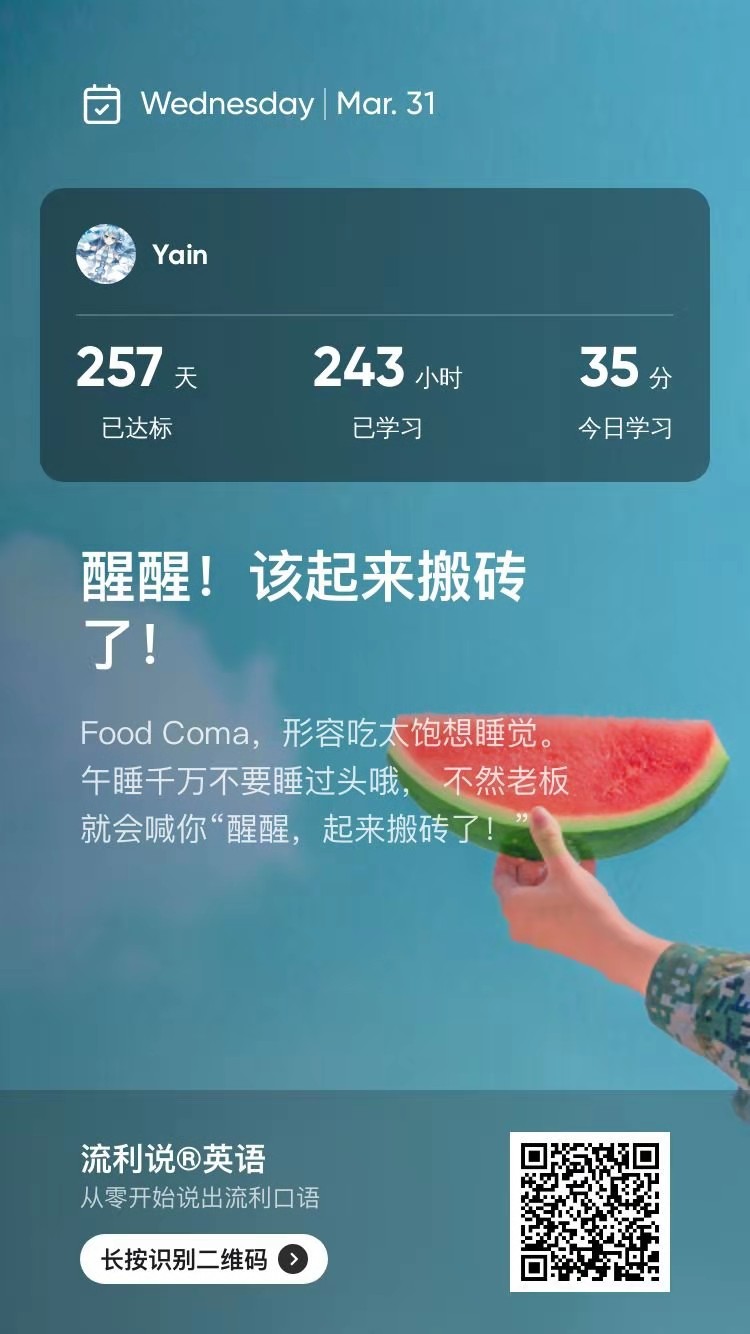 Wednesday | Mar. 31
Yain
257 天 243 小时 35 分
已达标 已学习 今日学习
醒醒！该起来搬砖
了！
Food Coma，形容吃太饱想睡觉。
午睡千万不要睡过头哦， 不然老板
就会喊你“醒醒，起来搬砖了！”
流利说®英语
从零开始说出流利口语
长按识别二维码